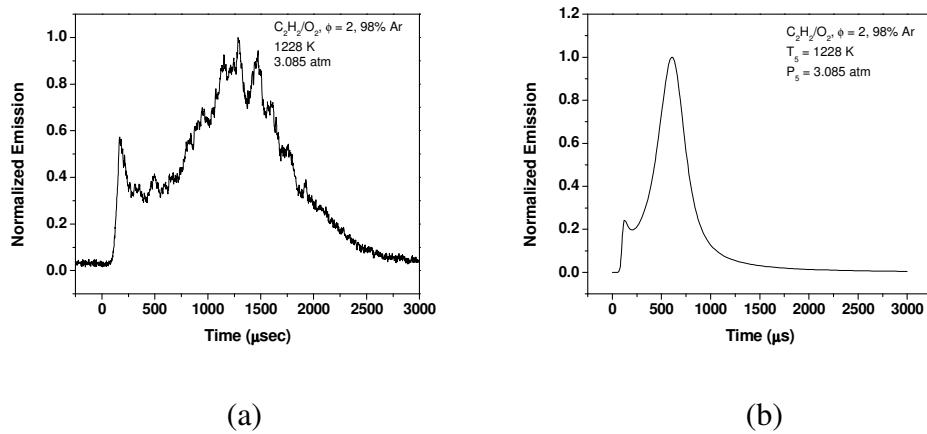 C₂H₂/O₂, ϕ = 2, 98% Ar
1228 K
3.085 atm
Normalized Emission
1.0
0.8
0.6
0.4
0.2
0.0
0 500 1000 1500 2000 2500 3000
Time (μsec)
(a)
C₂H₂/O₂, ϕ = 2, 98% Ar
T₅ = 1228 K
P₅ = 3.085 atm
Normalized Emission
1.2
1.0
0.8
0.6
0.4
0.2
0.0
0 500 1000 1500 2000 2500 3000
Time (μs)
(b)